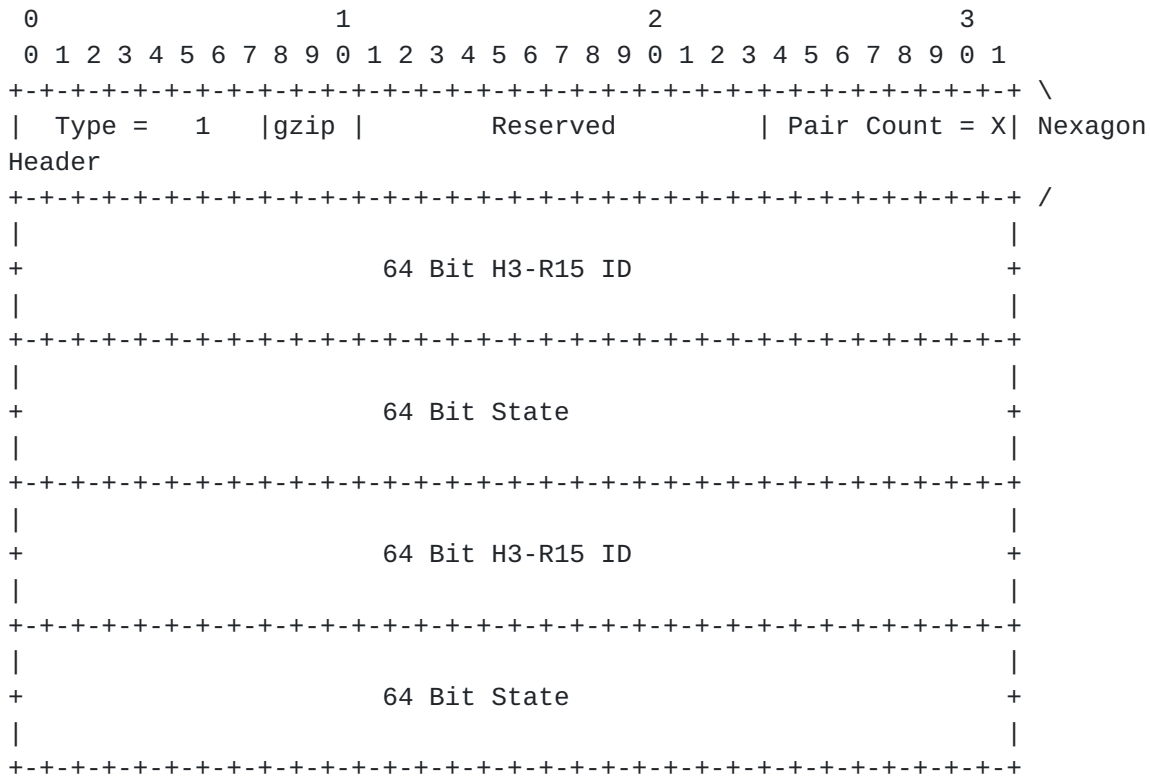 0                   1                   2                   3
 0 1 2 3 4 5 6 7 8 9 0 1 2 3 4 5 6 7 8 9 0 1 2 3 4 5 6 7 8 9 0 1
+-+-+-+-+-+-+-+-+-+-+-+-+-+-+-+-+-+-+-+-+-+-+-+-+-+-+-+-+-+-+-+-+ \
|  Type =   1   |gzip |        Reserved         | Pair Count = X| Nexagon
Header
+-+-+-+-+-+-+-+-+-+-+-+-+-+-+-+-+-+-+-+-+-+-+-+-+-+-+-+-+-+-+-+-+ /
|                                                               |
+                       64 Bit H3-R15 ID                        +
|                                                               |
+-+-+-+-+-+-+-+-+-+-+-+-+-+-+-+-+-+-+-+-+-+-+-+-+-+-+-+-+-+-+-+-+
|                                                               |
+                       64 Bit State                            +
|                                                               |
+-+-+-+-+-+-+-+-+-+-+-+-+-+-+-+-+-+-+-+-+-+-+-+-+-+-+-+-+-+-+-+-+
|                                                               |
+                       64 Bit H3-R15 ID                        +
|                                                               |
+-+-+-+-+-+-+-+-+-+-+-+-+-+-+-+-+-+-+-+-+-+-+-+-+-+-+-+-+-+-+-+-+
|                                                               |
+                       64 Bit State                            +
|                                                               |
+-+-+-+-+-+-+-+-+-+-+-+-+-+-+-+-+-+-+-+-+-+-+-+-+-+-+-+-+-+-+-+-+